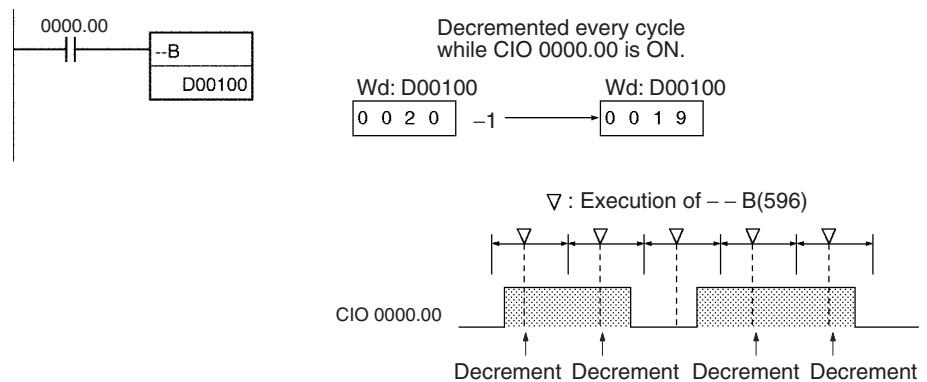 0000.00
--B
D00100
Decremented every cycle
while CIO 0000.00 is ON.
Wd: D00100 Wd: D00100
0 0 2 0 –1 0 0 1 9
: Execution of – – B(596)
CIO 0000.00
Decrement Decrement Decrement Decrement